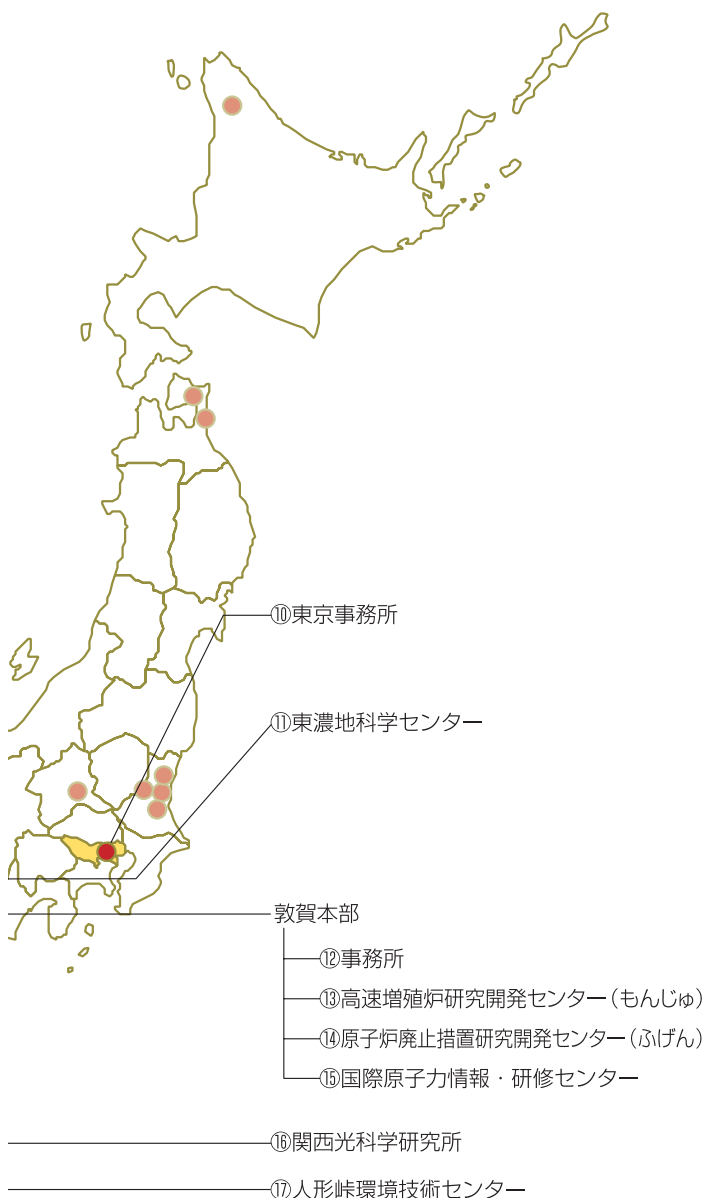 ⑩東京事務所
⑪東濃地科学センター
敦賀本部
⑫事務所
⑬高速増殖炉研究開発センター(もんじゅ)
⑭原子炉廃止措置研究開発センター(ふげん)
⑮国際原子力情報・研修センター
⑯関西光科学研究所
⑰人形峠環境技術センター